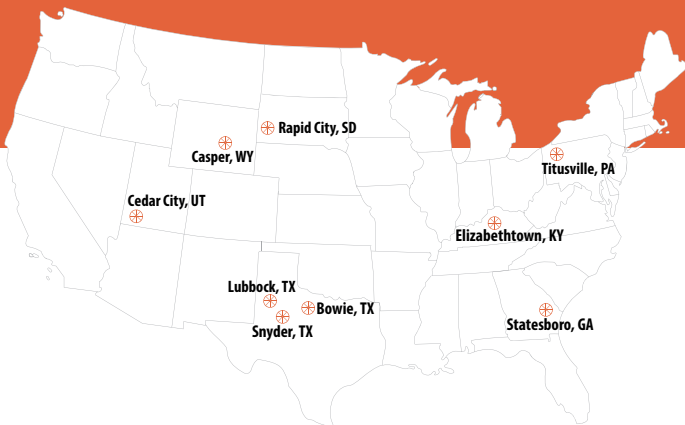 Rapid City, SD
Casper, WY
Titusville, PA
Cedar City, UT
Elizabethtown, KY
Lubbock, TX
Bowie, TX
Snyder, TX
Statesboro, GA